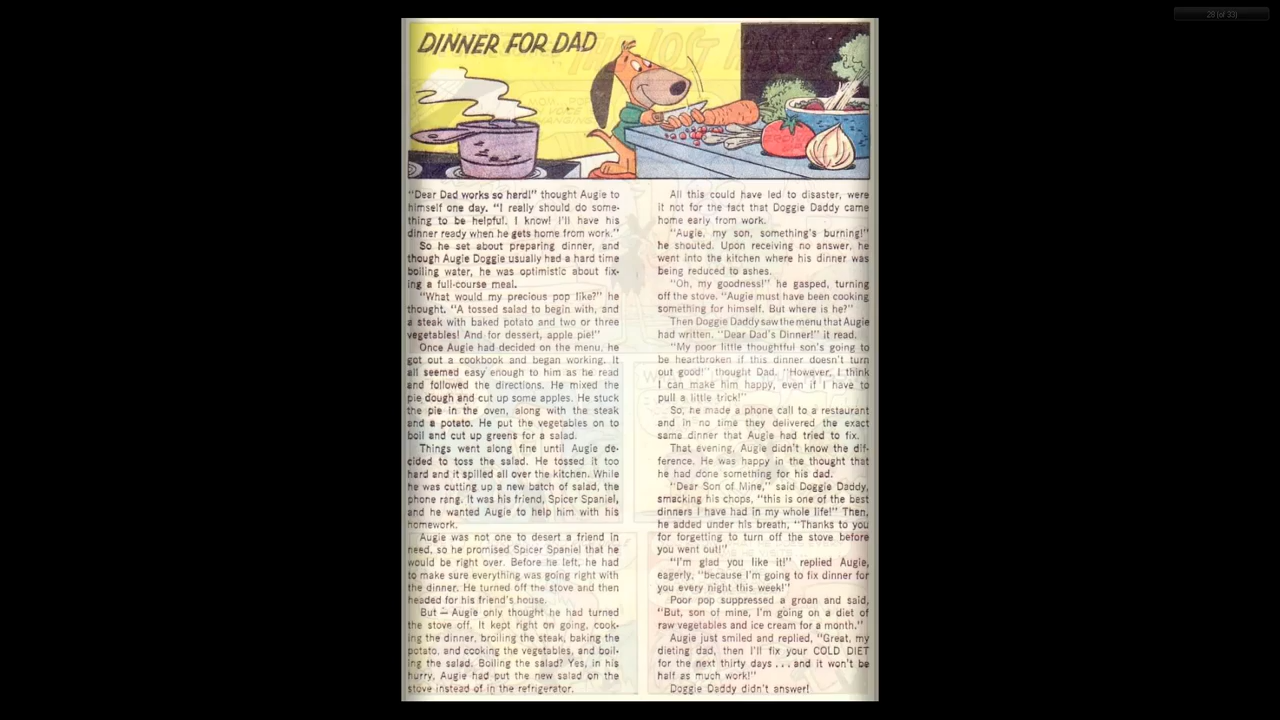 28 (of 33)
DINNER FOR DAD
"Dear Dad works so hard!" thought Augie to
himself one day. "I really should do some-
thing to be helpful. I know! I'll have his
dinner ready when he gets home from work."
So he set about preparing dinner, and
though Augie Doggie usually had a hard time
boiling water, he was optimistic about fix-
ing a full-course meal.
"What would my precious pop like?" he
thought. "A tossed salad to begin with, and
a steak with baked potato and two or three
vegetables! And for dessert, apple pie!"
Once Augie had decided on the menu, he
got out a cookbook and began working. It
all seemed easy enough to him as he read
and followed the directions. He mixed the
pie dough and cut up some apples. He stuck
the pie in the oven, along with the steak
and a potato. He put the vegetables on to
boil and cut up greens for a salad.
Things went along fine until Augie de-
cided to toss the salad. He tossed it too
hard and it spilled all over the kitchen. While
he was cutting up a new batch of salad, the
phone rang. It was his friend, Spicer Spaniel,
and he wanted Augie to help him with his
homework.
Augie was not one to desert a friend in
need, so he promised Spicer Spaniel that he
would be right over. Before he left, he had
to make sure everything was going right with
the dinner. He turned off the stove and then
headed for his friend's house.
But — Augie only thought he had turned
the stove off. It kept right on going, cook-
ing the dinner, broiling the steak, baking the
potato, and cooking the vegetables, and boil-
ing the salad. Boiling the salad? Yes, in his
hurry, Augie had put the new salad on the
stove instead of in the refrigerator.
All this could have led to disaster, were
it not for the fact that Doggie Daddy came
home early from work.
"Augie, my son, something's burning!"
he shouted. Upon receiving no answer, he
went into the kitchen where his dinner was
being reduced to ashes.
"Oh, my goodness!" he gasped, turning
off the stove. "Augie must have been cooking
something for himself. But where is he?"
Then Doggie Daddy saw the menu that Augie
had written. "Dear Dad's Dinner!" it read.
"My poor little thoughtful son's going to
be heartbroken if this dinner doesn't turn
out good!" thought Dad. "However, I think
I can make him happy, even if I have to
pull a little trick!"
So, he made a phone call to a restaurant
and in no time they delivered the exact
same dinner that Augie had tried to fix.
That evening, Augie didn't know the dif-
ference. He was happy in the thought that
he had done something for his dad.
"Dear Son of Mine," said Doggie Daddy,
smacking his chops, "this is one of the best
dinners I have had in my whole life!" Then,
he added under his breath, "Thanks to you
for forgetting to turn off the stove before
you went out!"
"I'm glad you like it!" replied Augie,
eagerly, "because I'm going to fix dinner for
you every night this week!"
Poor pop suppressed a groan and said,
"But, son of mine, I'm going on a diet of
raw vegetables and ice cream for a month."
Augie just smiled and replied, "Great, my
dieting dad, then I'll fix your COLD DIET
for the next thirty days . . . and it won't be
half as much work!"
Doggie Daddy didn't answer!